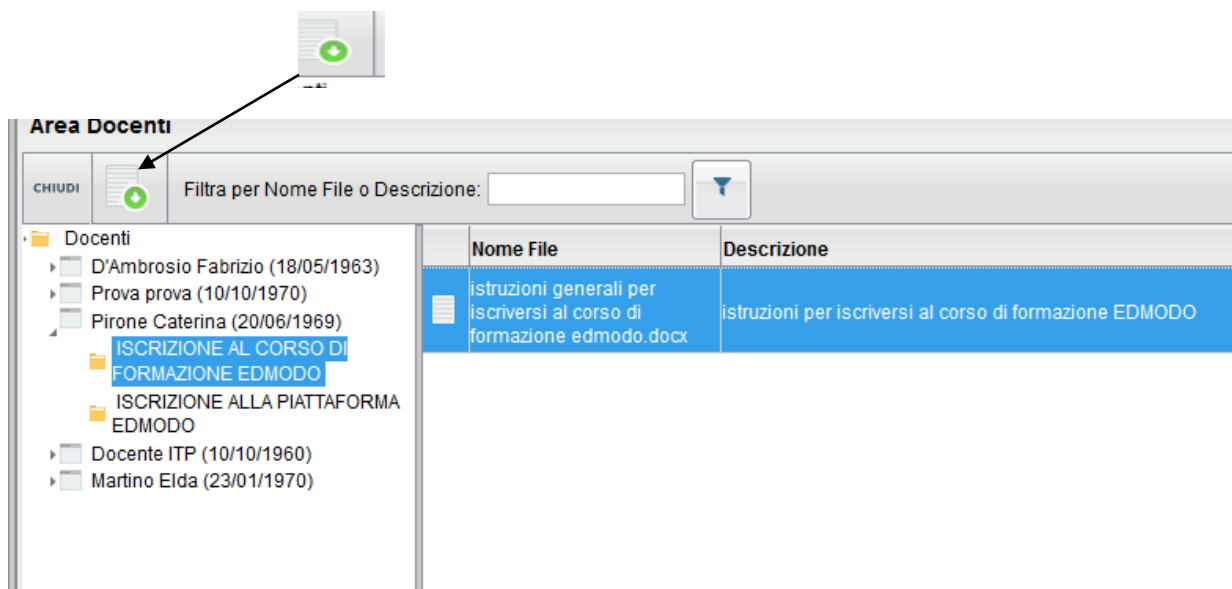 Area Docenti
CHIUDI
Filtra per Nome File o Descrizione:
Docenti
D'Ambrosio Fabrizio (18/05/1963)
Prova prova (10/10/1970)
Pirone Caterina (20/06/1969)
ISCRIZIONE AL CORSO DI
FORMAZIONE EDMODO
ISCRIZIONE ALLA PIATTAFORMA
EDMODO
Docente ITP (10/10/1960)
Martino Elda (23/01/1970)
Nome File
Descrizione
istruzioni generali per
iscriversi al corso di
formazione edmodo.docx
istruzioni per iscriversi al corso di formazione EDMODO